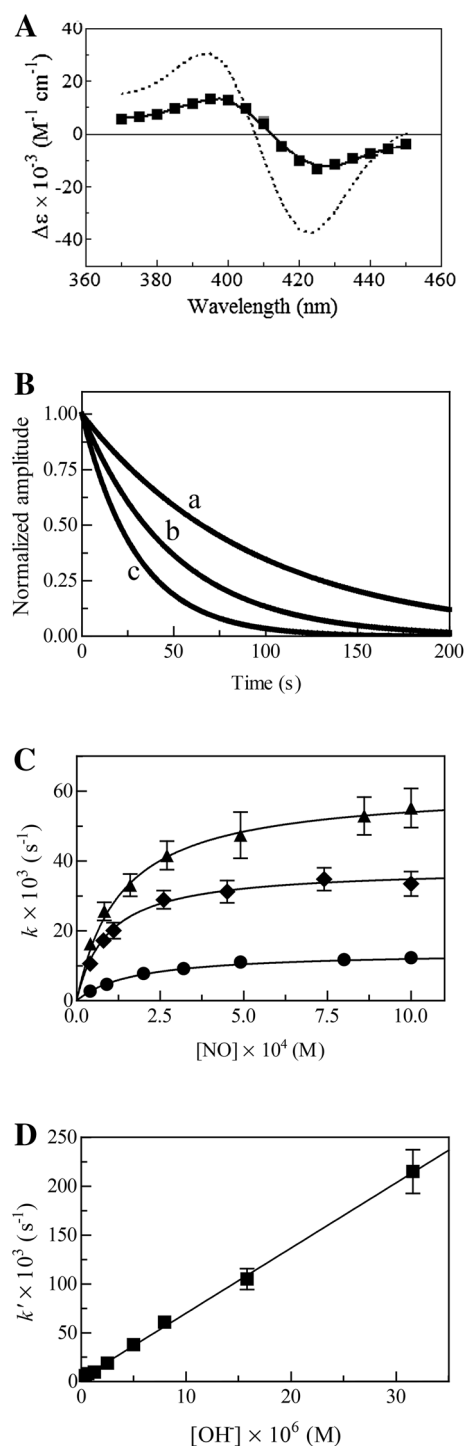 A
40
20
0
-20
-40
Δε × 10⁻³ (M⁻¹ cm⁻¹)
360 380 400 420 440 460
Wavelength (nm)
B
1.00
0.75
0.50
0.25
0.00
Normalized amplitude
a
b
c
0 50 100 150 200
Time (s)
C
60
40
20
0
k × 10³ (s⁻¹)
0.0 2.5 5.0 7.5 10.0
[NO] × 10⁴ (M)
D
250
200
150
100
50
0
k′ × 10³ (s⁻¹)
0 10 20 30
[OH⁻] × 10⁶ (M)